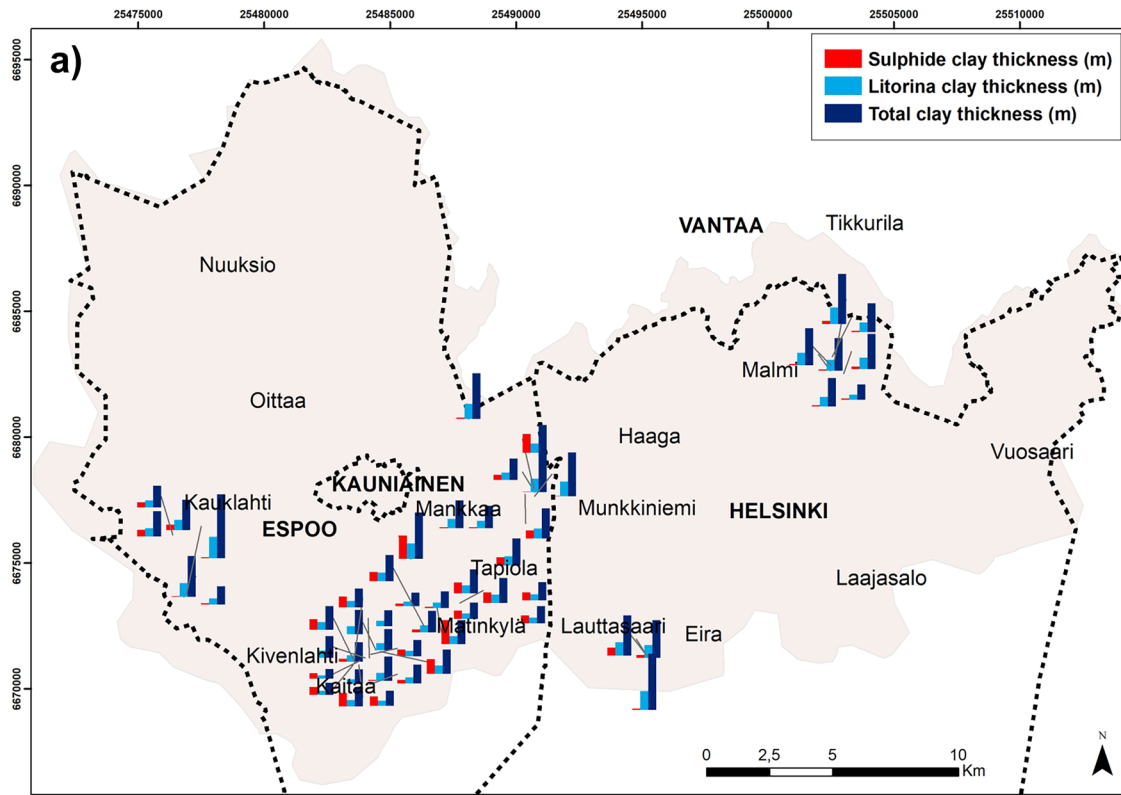 25475000 25480000 25485000 25490000 25495000 25500000 25505000 25510000
a)
6695000
6690000
6685000
6680000
6675000
6670000
Sulphide clay thickness (m)
Litorina clay thickness (m)
Total clay thickness (m)
VANTAA
Tikkurila
Nuuksio
Malmi
Oittaa
Haaga
Vuosaari
KAUNIAINEN
Kauklahti
Mankkaa
Munkkiniemi
ESPOO
HELSINKI
Tapiola
Laajasalo
Matinkylä
Lauttasaari
Eira
Kivenlahti
Kaitaa
N
0 2,5 5 10
Km